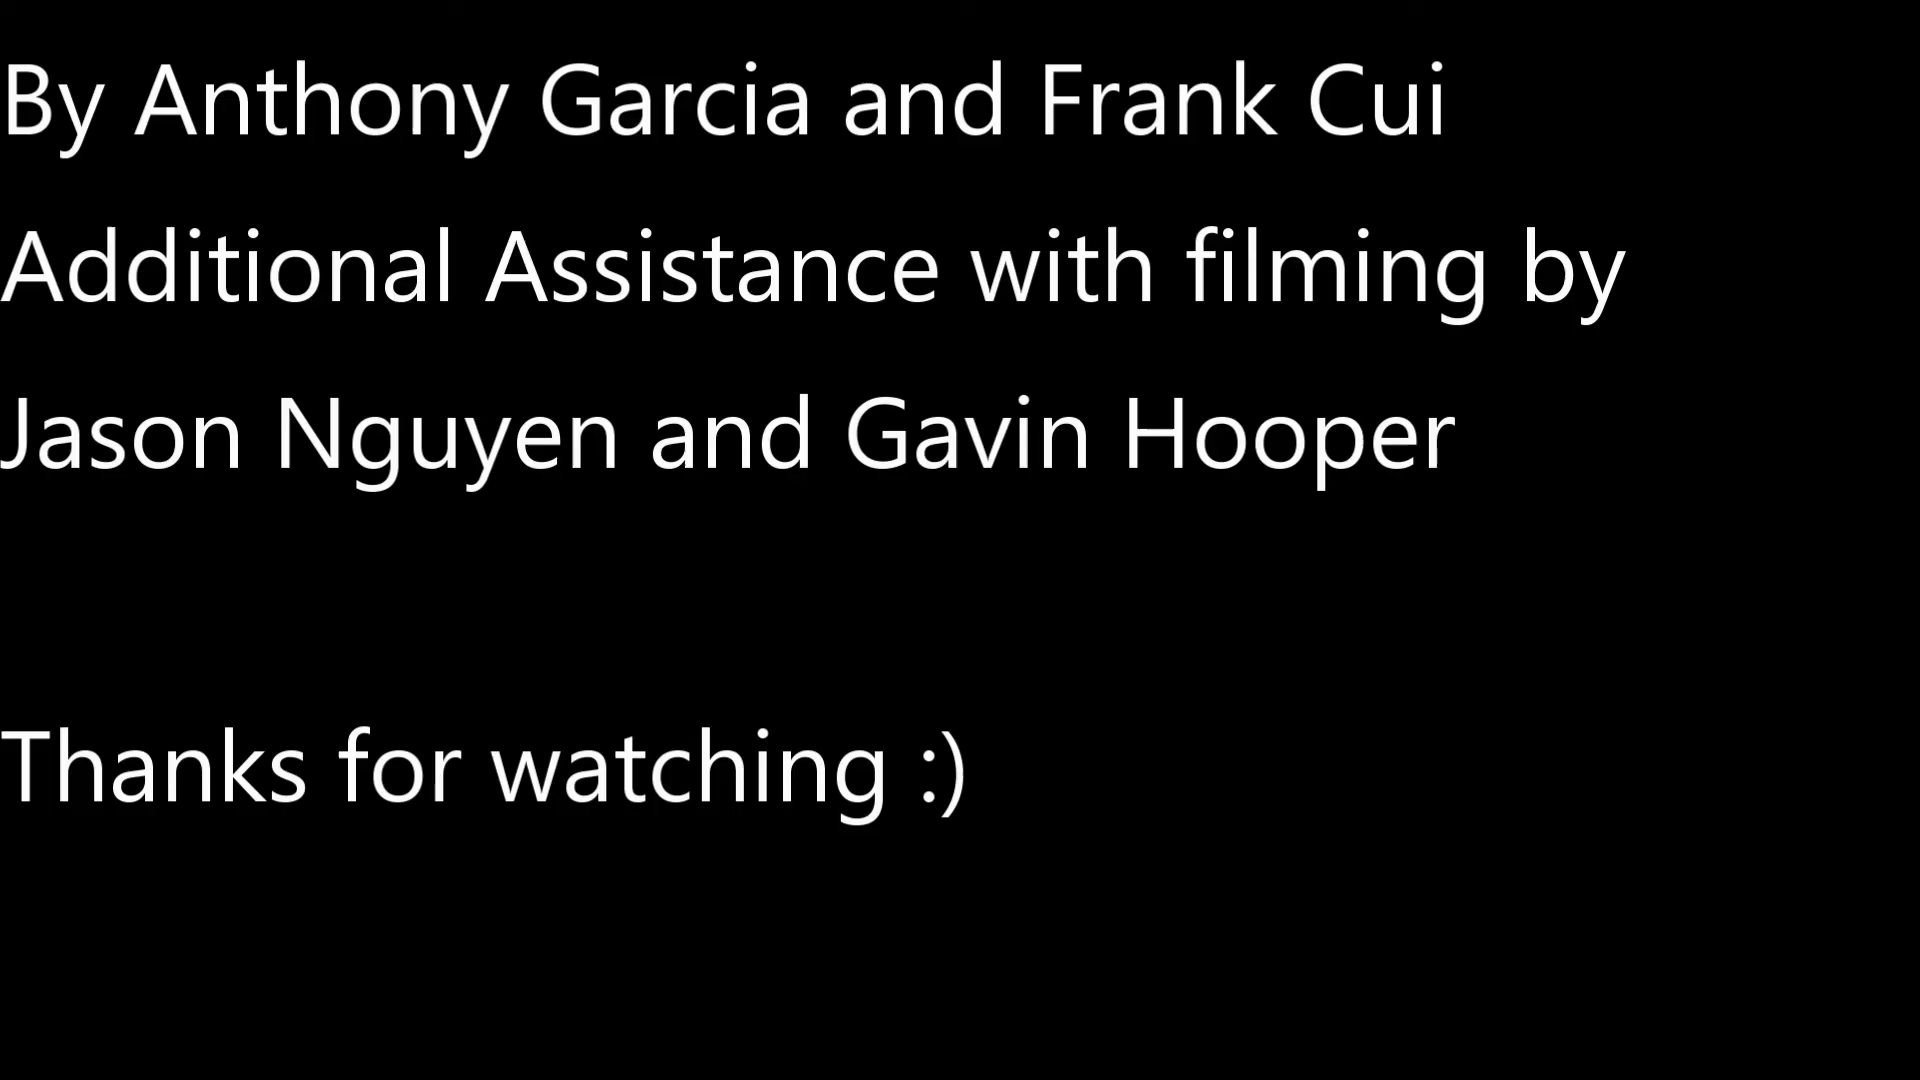 By Anthony Garcia and Frank Cui
Additional Assistance with filming by
Jason Nguyen and Gavin Hooper
Thanks for watching :)